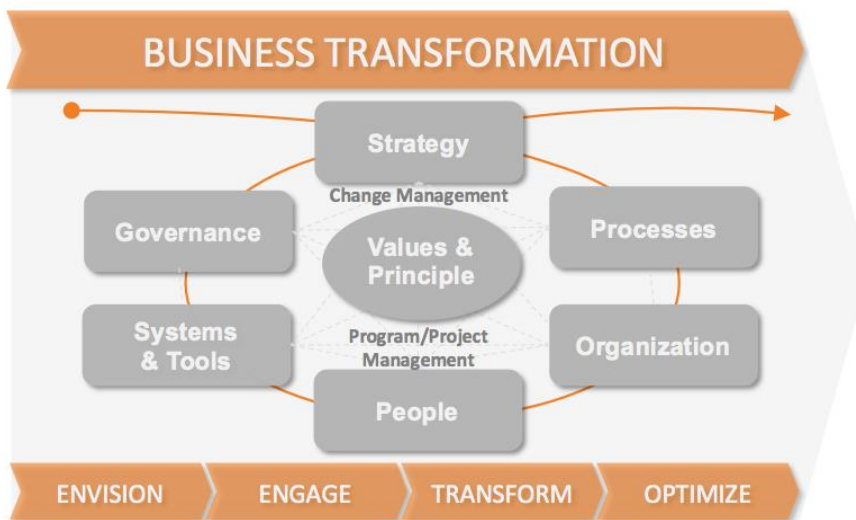 BUSINESS TRANSFORMATION
Strategy
Change Management
Governance
Processes
Values &
Principle
Systems
& Tools
Program/Project
Management
Organization
People
ENVISION
ENGAGE
TRANSFORM
OPTIMIZE